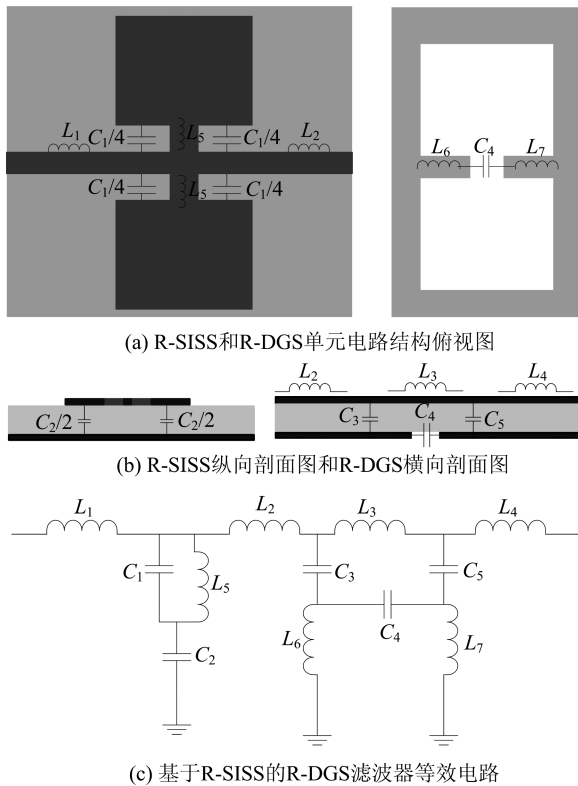 L₁ C₁/4 L₅ C₁/4 L₂
C₁/4 L₅ C₁/4
L₆ C₄ L₇
(a) R-SISS和R-DGS单元电路结构俯视图
C₂/2 C₂/2
L₂ L₃ L₄
C₃ C₄ C₅
(b) R-SISS纵向剖面图和R-DGS横向剖面图
L₁ L₂ L₃ L₄
C₁ L₅ C₃ C₅
C₂ L₆ C₄ L₇
(c) 基于R-SISS的R-DGS滤波器等效电路